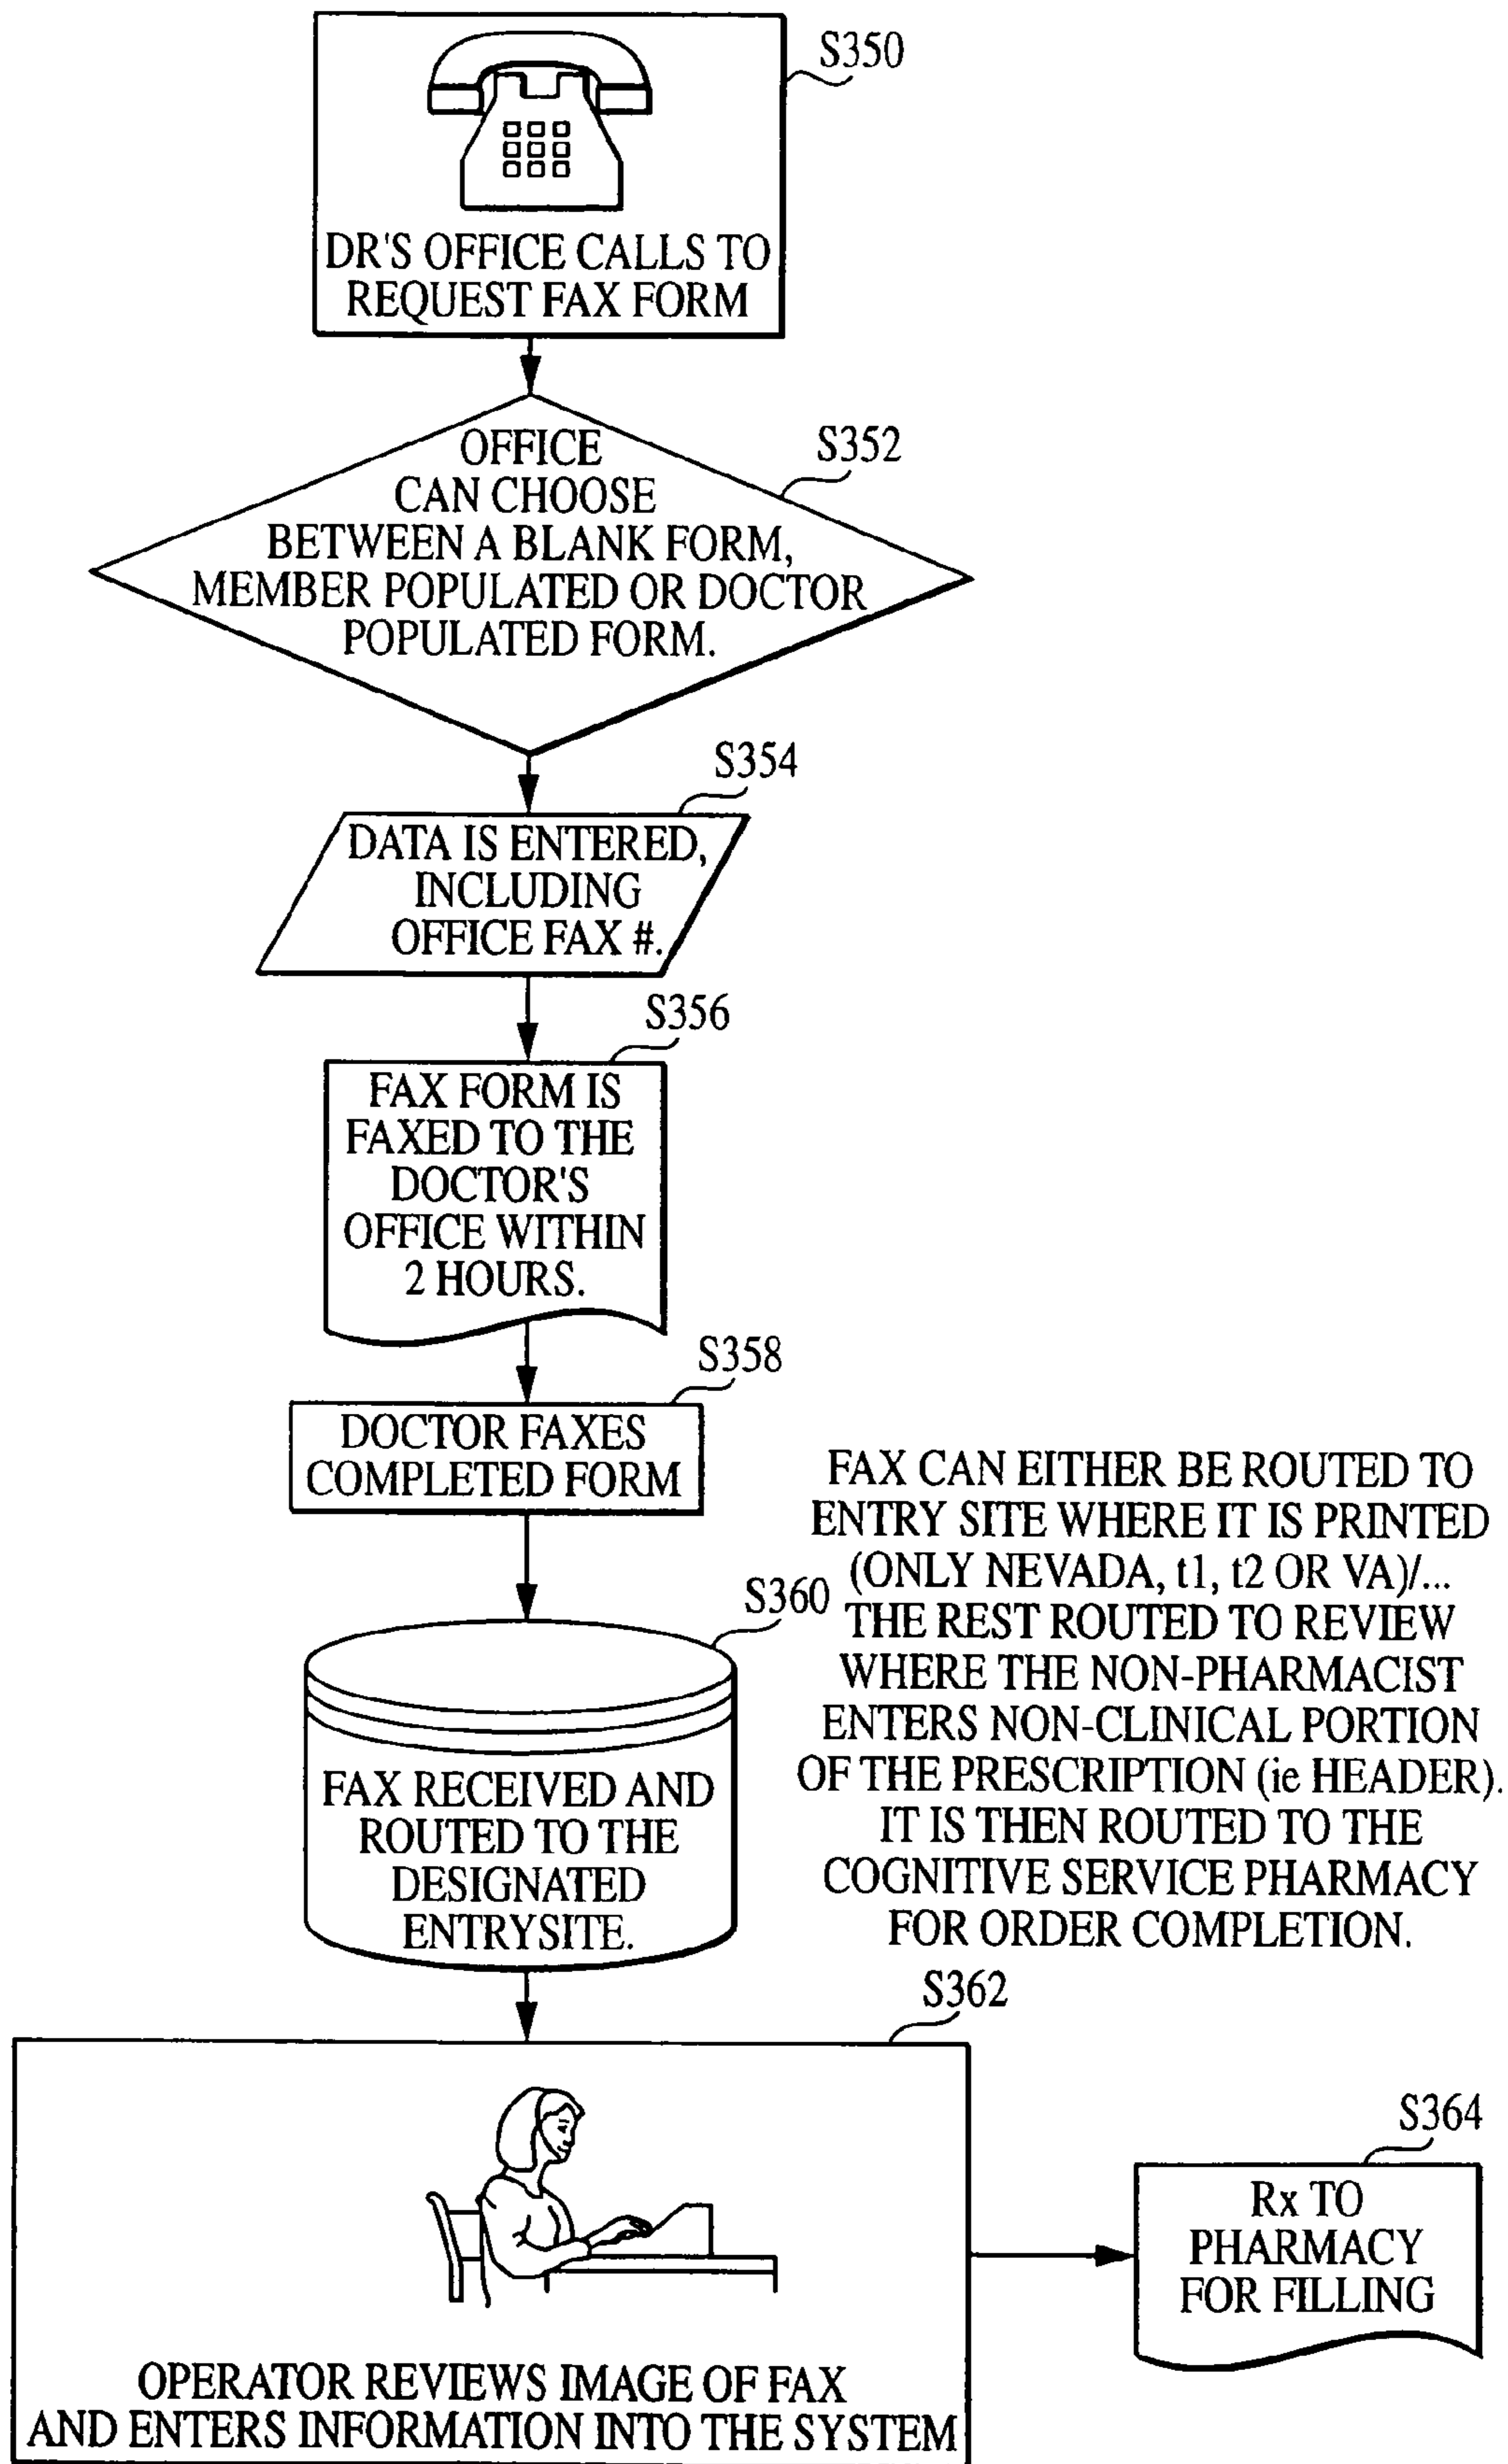 S350
DR'S OFFICE CALLS TO
REQUEST FAX FORM
S352
OFFICE
CAN CHOOSE
BETWEEN A BLANK FORM,
MEMBER POPULATED OR DOCTOR
POPULATED FORM.
S354
DATA IS ENTERED,
INCLUDING
OFFICE FAX #.
S356
FAX FORM IS
FAXED TO THE
DOCTOR'S
OFFICE WITHIN
2 HOURS.
S358
DOCTOR FAXES
COMPLETED FORM
S360
FAX RECEIVED AND
ROUTED TO THE
DESIGNATED
ENTRYSITE.
FAX CAN EITHER BE ROUTED TO
ENTRY SITE WHERE IT IS PRINTED
(ONLY NEVADA, t1, t2 OR VA)/...
THE REST ROUTED TO REVIEW
WHERE THE NON-PHARMACIST
ENTERS NON-CLINICAL PORTION
OF THE PRESCRIPTION (ie HEADER).
IT IS THEN ROUTED TO THE
COGNITIVE SERVICE PHARMACY
FOR ORDER COMPLETION.
S362
OPERATOR REVIEWS IMAGE OF FAX
AND ENTERS INFORMATION INTO THE SYSTEM
S364
Rx TO
PHARMACY
FOR FILLING